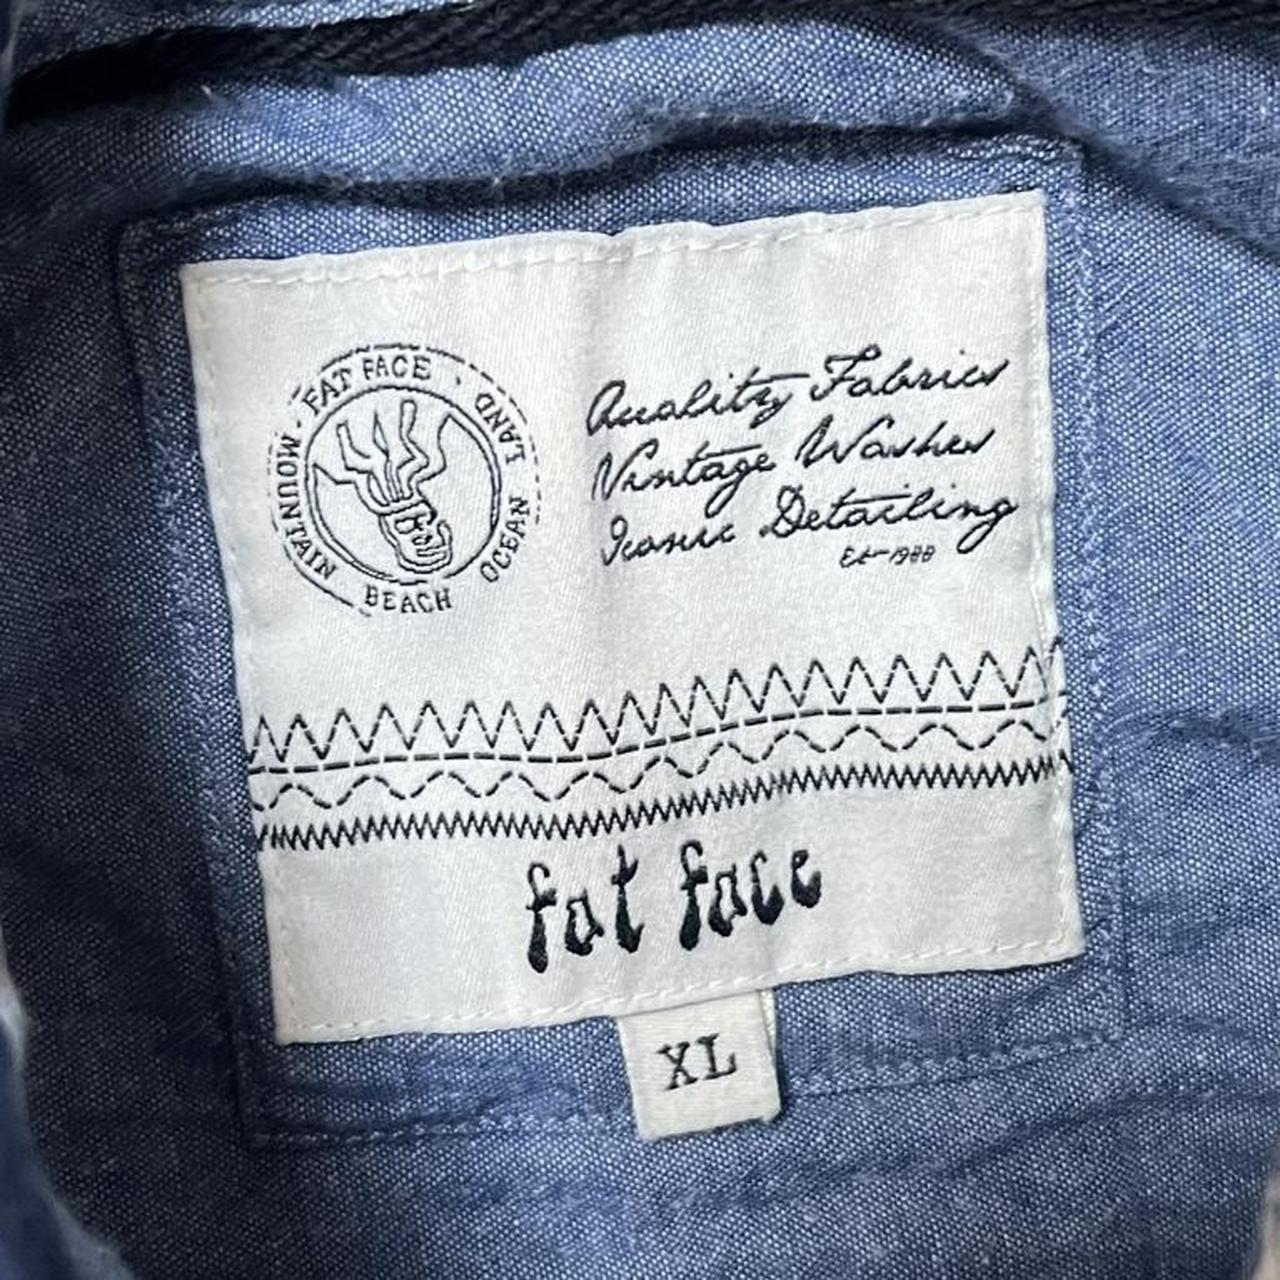 FAT FACE · LAND OCEAN BEACH MOUNTAIN ·
Quality Fabrics
Vintage Washes
Iconic Detailing
Est 1988
fat face
XL